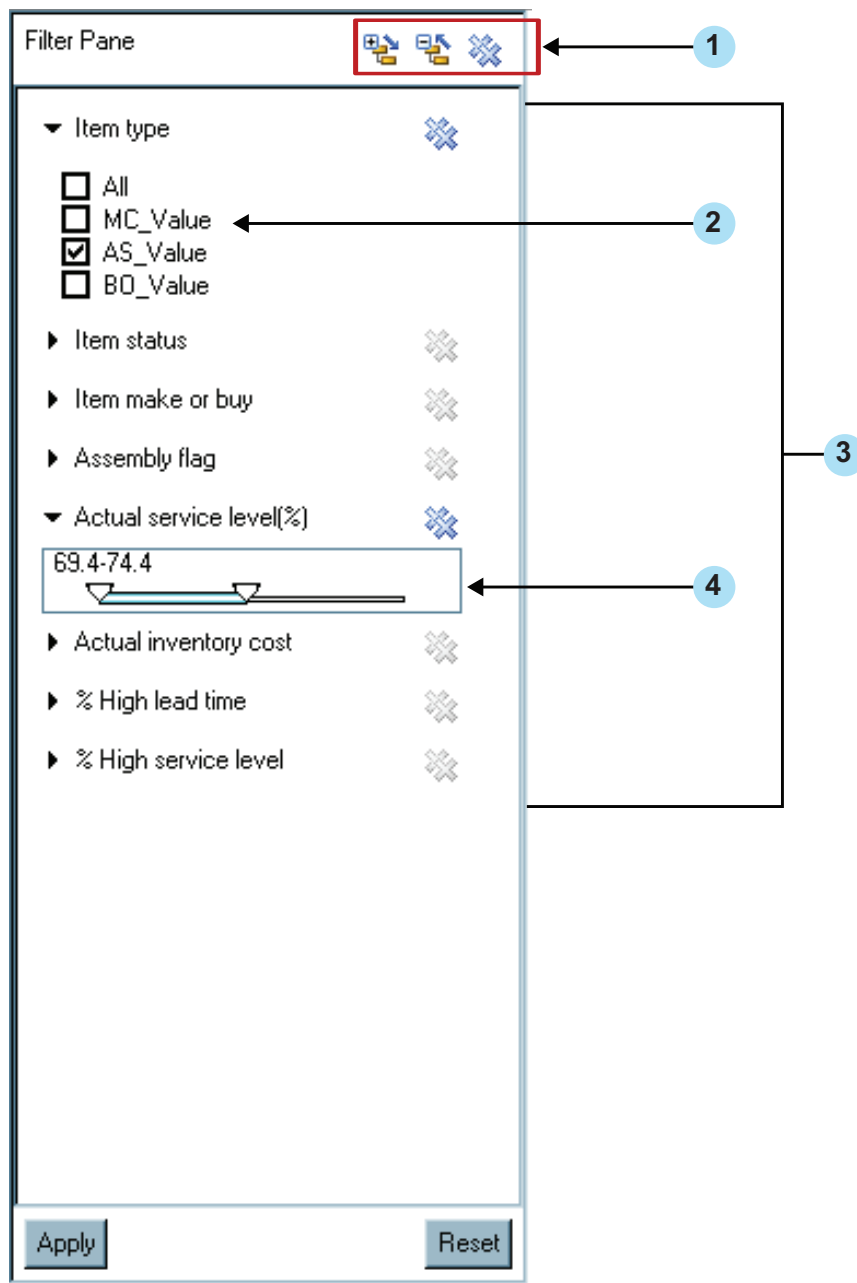 Filter Pane
1
Item type
All
MC_Value
2
AS_Value
BO_Value
Item status
Item make or buy
Assembly flag
3
Actual service level(%)
69.4-74.4
4
Actual inventory cost
% High lead time
% High service level
Apply
Reset